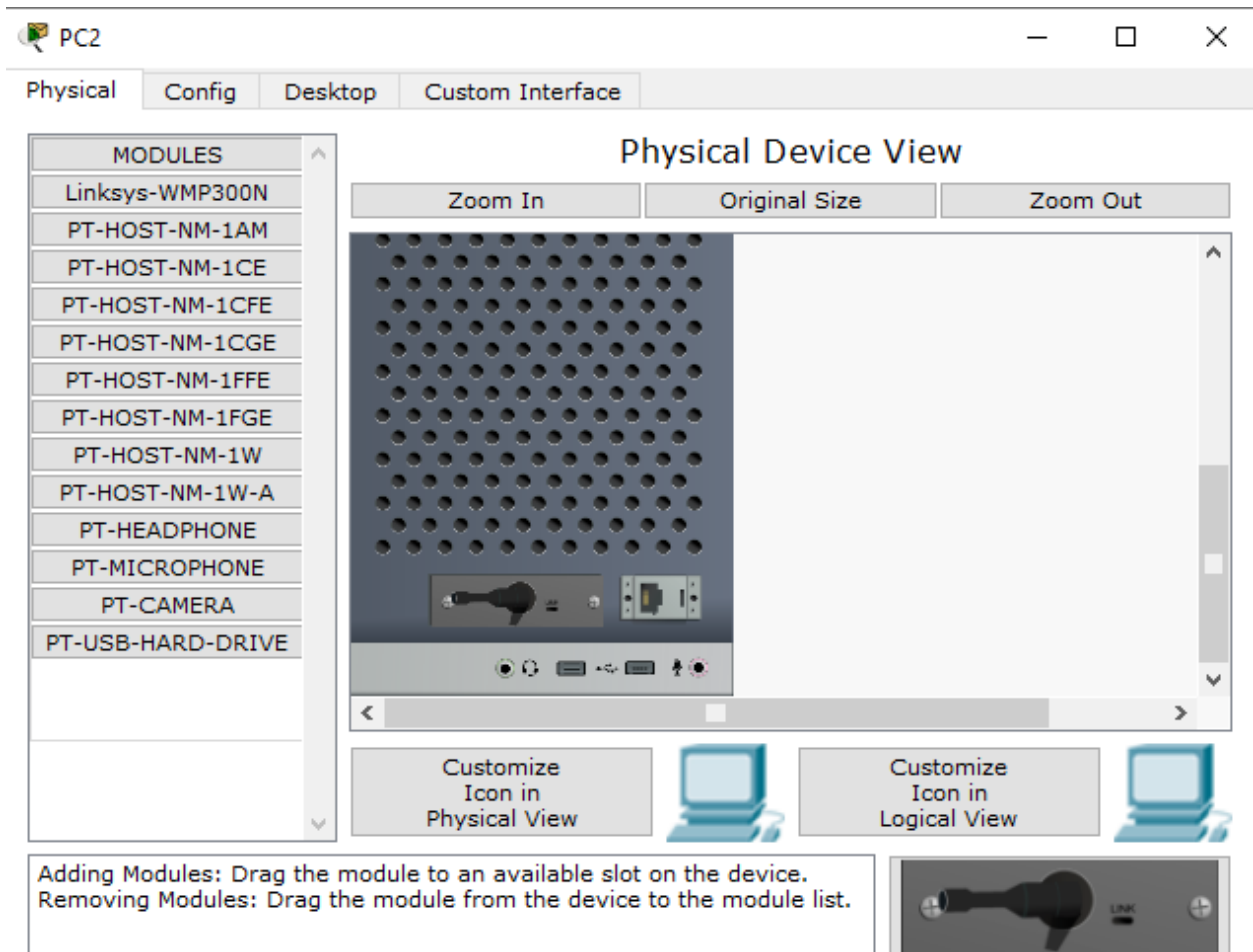 PC2
Physical
Config
Desktop
Custom Interface
MODULES
Linksys-WMP300N
PT-HOST-NM-1AM
PT-HOST-NM-1CE
PT-HOST-NM-1CFE
PT-HOST-NM-1CGE
PT-HOST-NM-1FFE
PT-HOST-NM-1FGE
PT-HOST-NM-1W
PT-HOST-NM-1W-A
PT-HEADPHONE
PT-MICROPHONE
PT-CAMERA
PT-USB-HARD-DRIVE
Physical Device View
Zoom In
Original Size
Zoom Out
Customize
Icon in
Physical View
Customize
Icon in
Logical View
Adding Modules: Drag the module to an available slot on the device.
Removing Modules: Drag the module from the device to the module list.
LINK